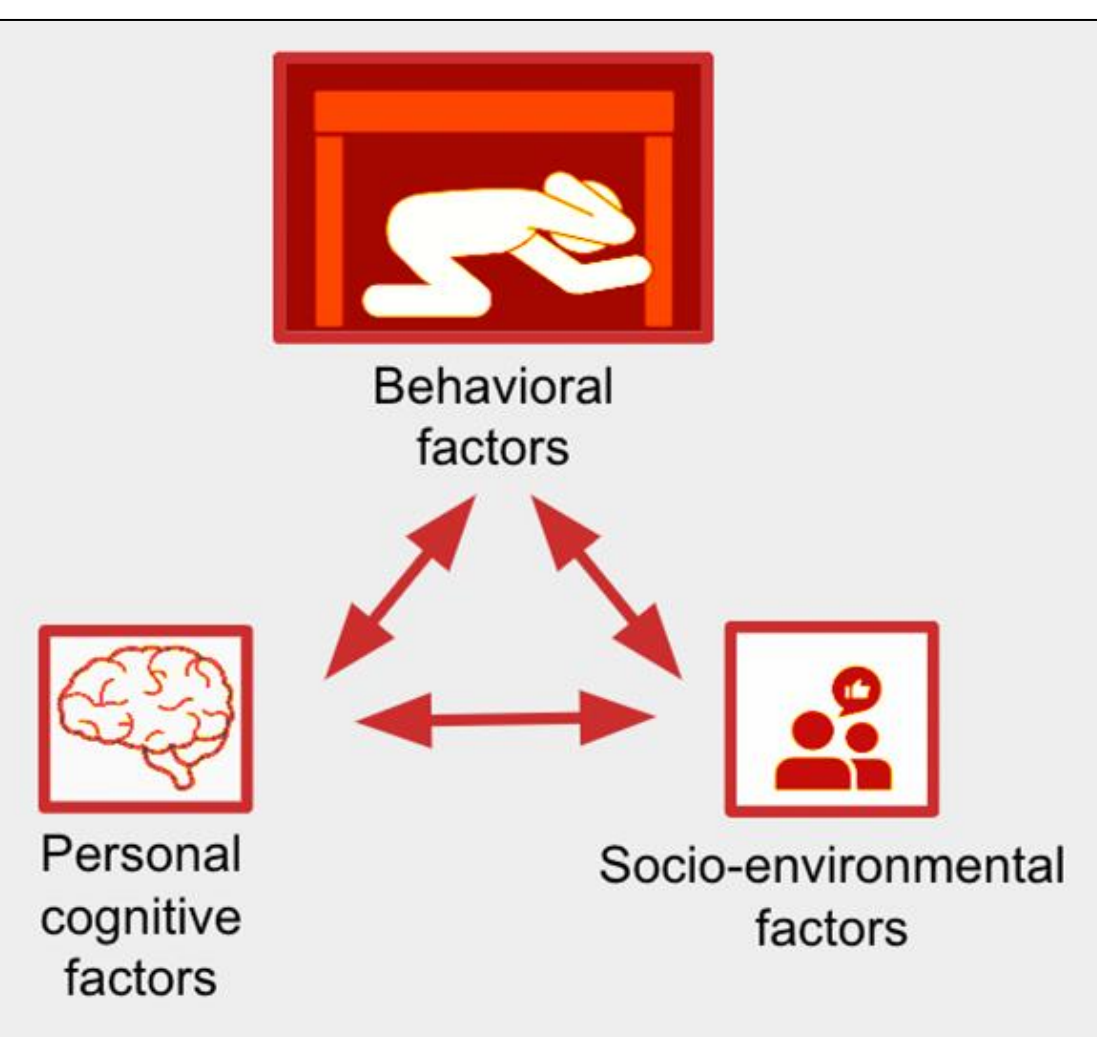 Behavioral
factors
Personal
cognitive
factors
Socio-environmental
factors